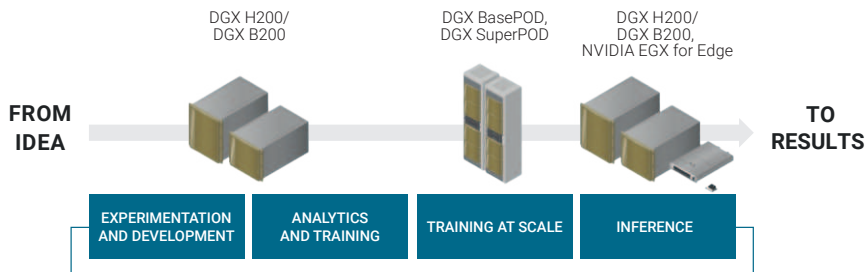 DGX H200/
DGX B200
DGX BasePOD,
DGX SuperPOD
DGX H200/
DGX B200,
NVIDIA EGX for Edge
FROM
IDEA
TO
RESULTS
EXPERIMENTATION
AND DEVELOPMENT
ANALYTICS
AND TRAINING
TRAINING AT SCALE
INFERENCE